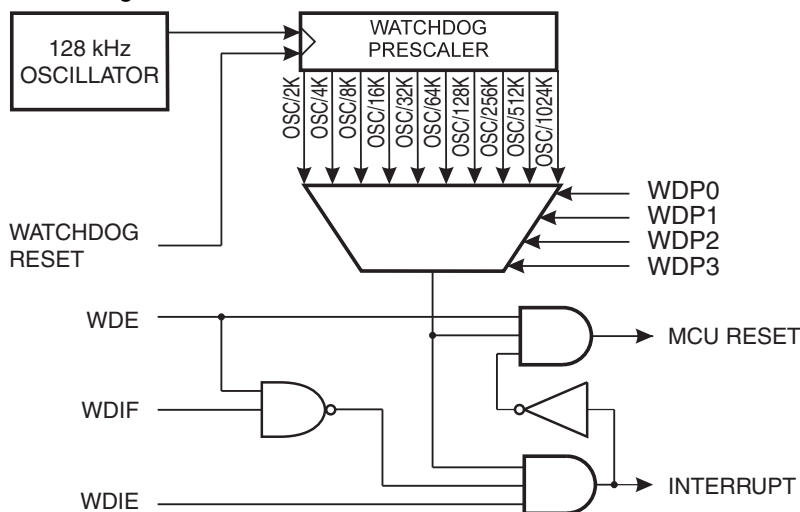 128 kHz
OSCILLATOR
WATCHDOG
PRESCALER
OSC/2K
OSC/4K
OSC/8K
OSC/16K
OSC/32K
OSC/64K
OSC/128K
OSC/256K
OSC/512K
OSC/1024K
WDP0
WDP1
WDP2
WDP3
WATCHDOG
RESET
WDE
MCU RESET
WDIF
INTERRUPT
WDIE